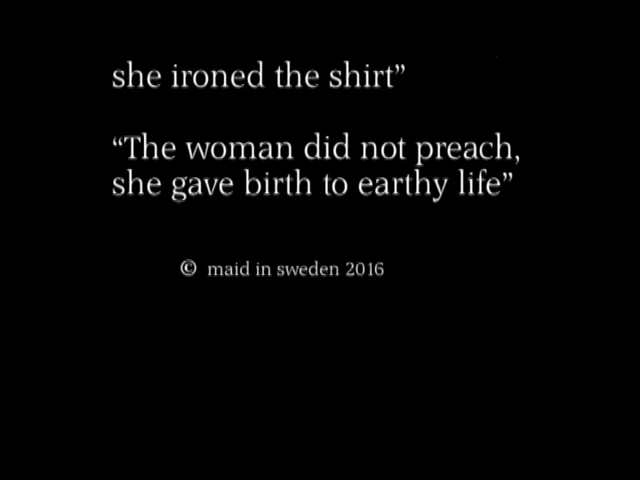 she ironed the shirt”
“The woman did not preach,
she gave birth to earthy life”
© maid in sweden 2016